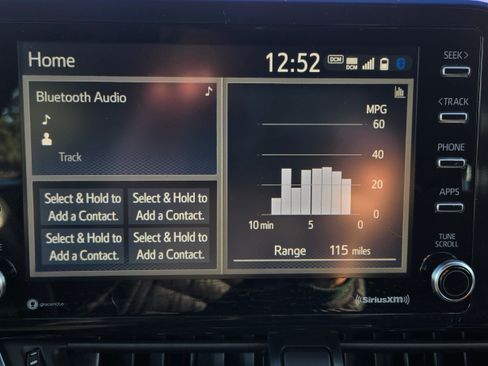 Home
12:52
DCM
DCM
SEEK>
Bluetooth Audio
Track
MPG
60
40
20
0
10 min
5
0
Range 115 miles
Select & Hold to
Add a Contact.
Select & Hold to
Add a Contact.
Select & Hold to
Add a Contact.
Select & Hold to
Add a Contact.
<TRACK
PHONE
APPS
TUNE
SCROLL
gracenote
SiriusXM